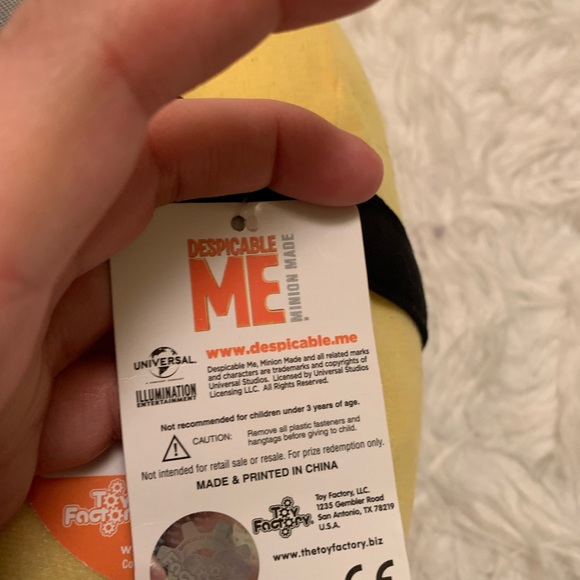 DESPICABLE
ME
MINION MADE
www.despicable.me
UNIVERSAL
ILLUMINATION
ENTERTAINMENT
Despicable Me, Minion Made and all related marks
and characters are trademarks and copyrights of
Universal Studios. Licensed by Universal Studios
Licensing LLC. All Rights Reserved.
Not recommended for children under 3 years of age.
CAUTION: Remove all plastic fasteners and
hangtags before giving to child.
Not intended for retail sale or resale. For prize redemption only.
MADE & PRINTED IN CHINA
Toy
Factory
Toy Factory, LLC.
1235 Gembler Road
San Antonio, TX 78219
U.S.A.
www.thetoyfactory.biz
CE
Toy
Factory